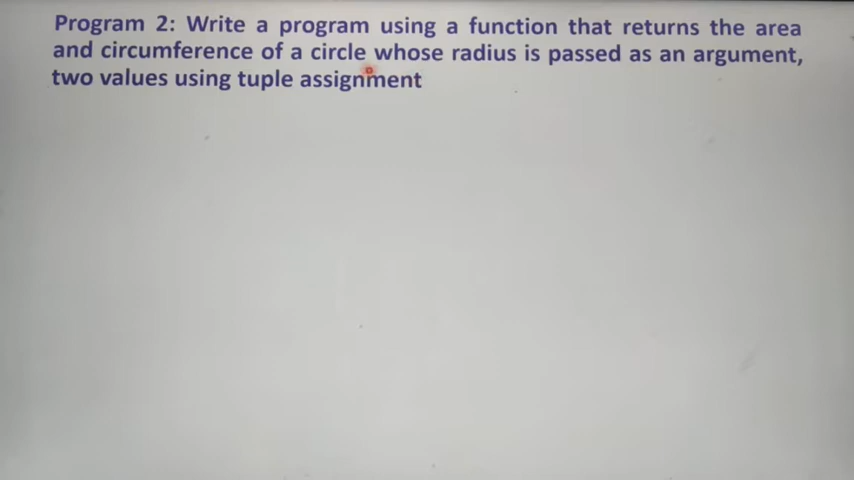 Program 2: Write a program using a function that returns the area
and circumference of a circle whose radius is passed as an argument,
two values using tuple assignment